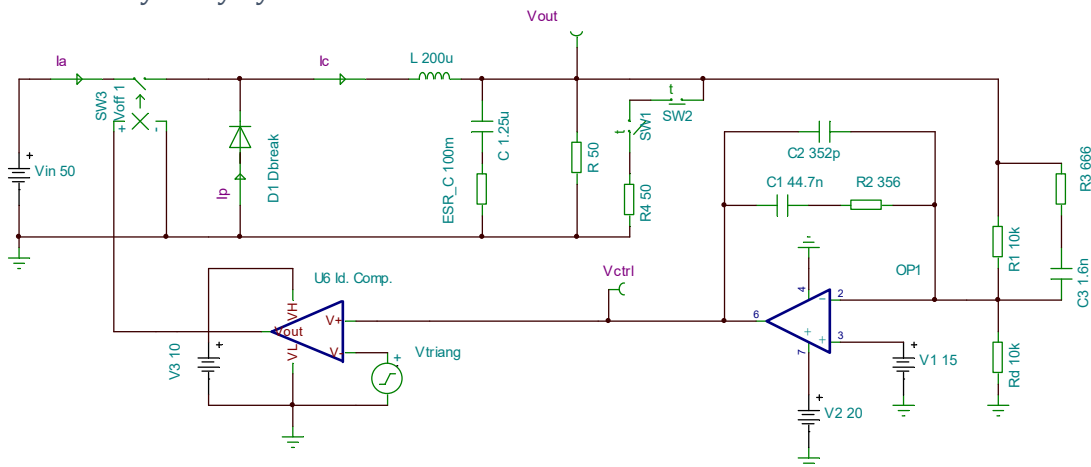 Vout
Ia
Ic
L 200u
SW3
Voff 1
+
-
t
SW2
t
SW1
C2 352p
C1 44.7n
R2 356
R3 666
+
Vin 50
Ip
D1 Dbreak
ESR_C 100m
C 1.25u
R 50
R4 50
R1 10k
C3 1.6n
OP1
U6 Id. Comp.
Vctrl
4
2
6
3
7
+
+
-
VH
V+
Vout
VL
V-
V3 10
+
Vtriang
+
V1 15
+
Rd 10k
V2 20
+